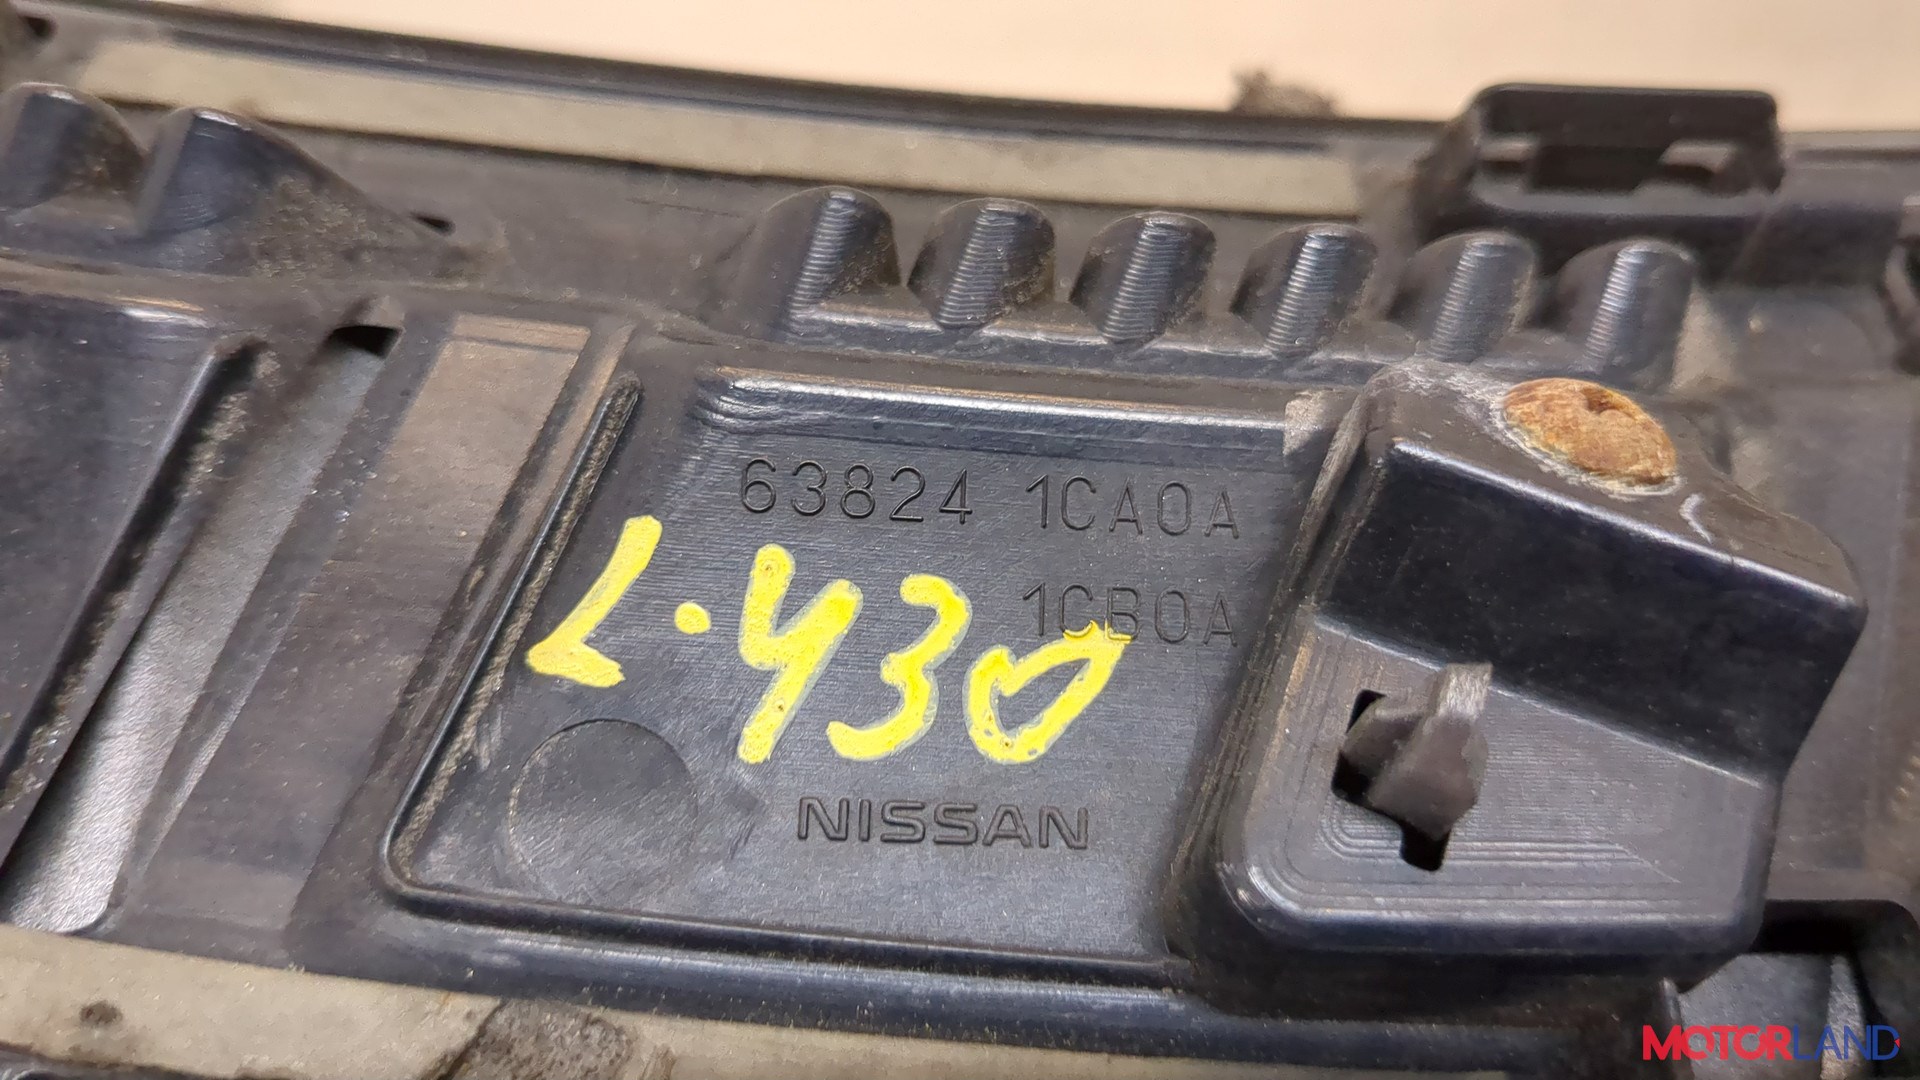 63824 1CA0A
1CB0A
L.430
NISSAN
MOTORLAND